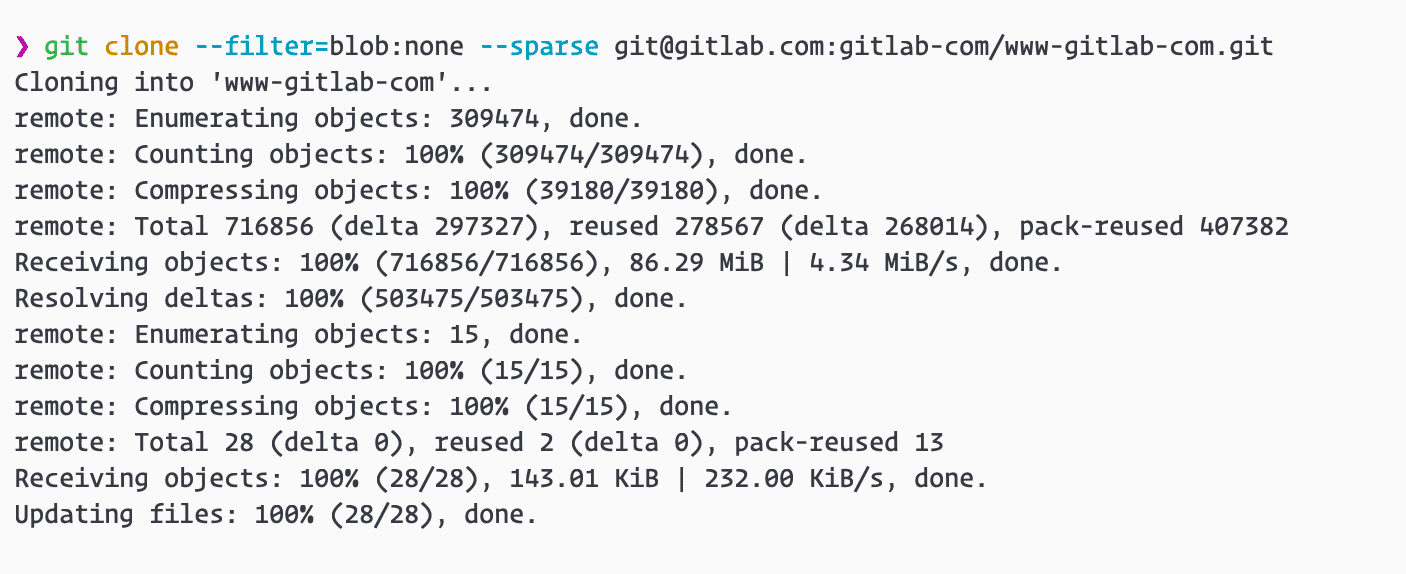 ❯ git clone --filter=blob:none --sparse git@gitlab.com:gitlab-com/www-gitlab-com.git
Cloning into 'www-gitlab-com'...
remote: Enumerating objects: 309474, done.
remote: Counting objects: 100% (309474/309474), done.
remote: Compressing objects: 100% (39180/39180), done.
remote: Total 716856 (delta 297327), reused 278567 (delta 268014), pack-reused 407382
Receiving objects: 100% (716856/716856), 86.29 MiB | 4.34 MiB/s, done.
Resolving deltas: 100% (503475/503475), done.
remote: Enumerating objects: 15, done.
remote: Counting objects: 100% (15/15), done.
remote: Compressing objects: 100% (15/15), done.
remote: Total 28 (delta 0), reused 2 (delta 0), pack-reused 13
Receiving objects: 100% (28/28), 143.01 KiB | 232.00 KiB/s, done.
Updating files: 100% (28/28), done.